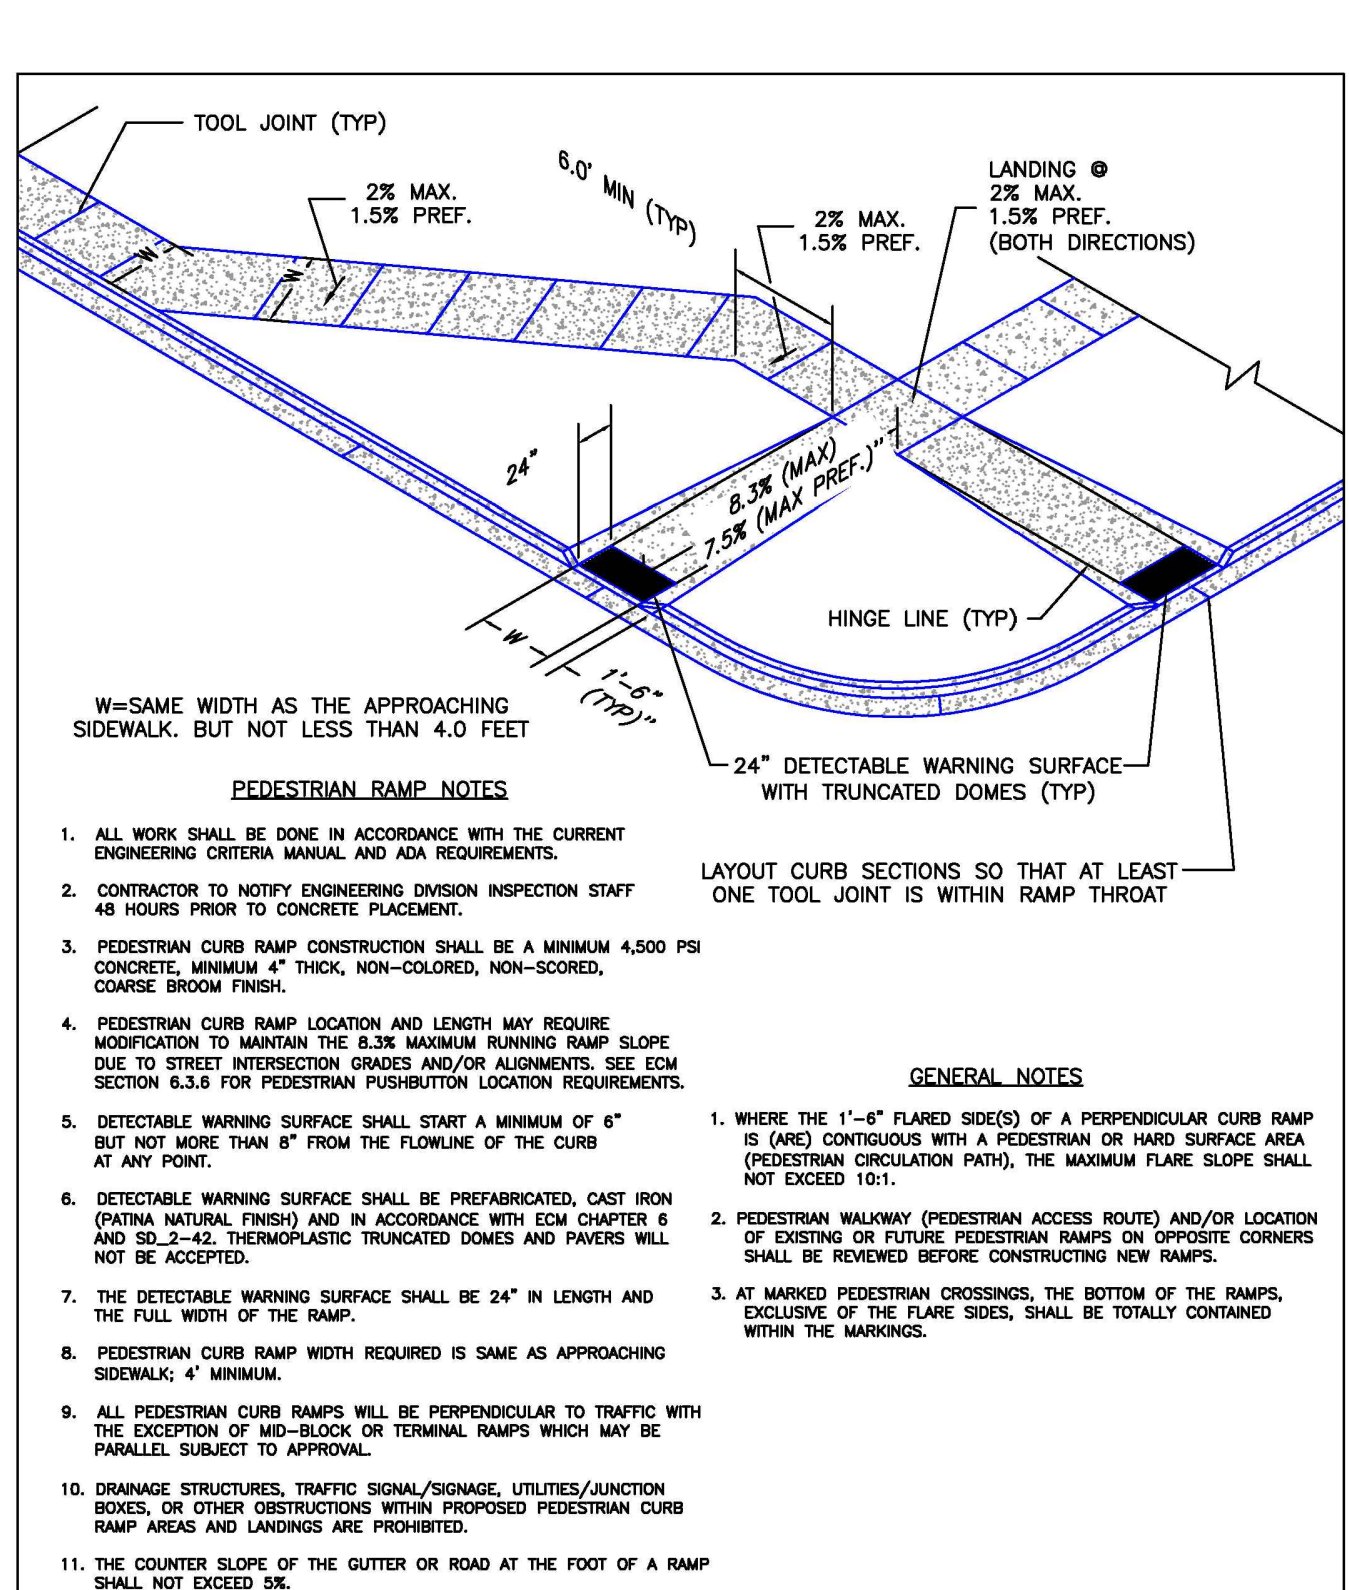 TOOL JOINT (TYP)
2% MAX.
1.5% PREF.
6.0' MIN (TYP)
2% MAX.
1.5% PREF.
LANDING @
2% MAX.
1.5% PREF.
(BOTH DIRECTIONS)
W
W
24"
8.3% (MAX)
7.5% (MAX PREF.)"
HINGE LINE (TYP)
W
1'-6"
(TYP)"
W=SAME WIDTH AS THE APPROACHING
SIDEWALK. BUT NOT LESS THAN 4.0 FEET
24" DETECTABLE WARNING SURFACE
WITH TRUNCATED DOMES (TYP)
LAYOUT CURB SECTIONS SO THAT AT LEAST
ONE TOOL JOINT IS WITHIN RAMP THROAT
PEDESTRIAN RAMP NOTES
1. ALL WORK SHALL BE DONE IN ACCORDANCE WITH THE CURRENT
ENGINEERING CRITERIA MANUAL AND ADA REQUIREMENTS.
2. CONTRACTOR TO NOTIFY ENGINEERING DIVISION INSPECTION STAFF
48 HOURS PRIOR TO CONCRETE PLACEMENT.
3. PEDESTRIAN CURB RAMP CONSTRUCTION SHALL BE A MINIMUM 4,500 PSI
CONCRETE, MINIMUM 4" THICK, NON-COLORED, NON-SCORED,
COARSE BROOM FINISH.
4. PEDESTRIAN CURB RAMP LOCATION AND LENGTH MAY REQUIRE
MODIFICATION TO MAINTAIN THE 8.3% MAXIMUM RUNNING RAMP SLOPE
DUE TO STREET INTERSECTION GRADES AND/OR ALIGNMENTS. SEE ECM
SECTION 6.3.6 FOR PEDESTRIAN PUSHBUTTON LOCATION REQUIREMENTS.
5. DETECTABLE WARNING SURFACE SHALL START A MINIMUM OF 6"
BUT NOT MORE THAN 8" FROM THE FLOWLINE OF THE CURB
AT ANY POINT.
6. DETECTABLE WARNING SURFACE SHALL BE PREFABRICATED, CAST IRON
(PATINA NATURAL FINISH) AND IN ACCORDANCE WITH ECM CHAPTER 6
AND SD_2-42. THERMOPLASTIC TRUNCATED DOMES AND PAVERS WILL
NOT BE ACCEPTED.
7. THE DETECTABLE WARNING SURFACE SHALL BE 24" IN LENGTH AND
THE FULL WIDTH OF THE RAMP.
8. PEDESTRIAN CURB RAMP WIDTH REQUIRED IS SAME AS APPROACHING
SIDEWALK; 4' MINIMUM.
9. ALL PEDESTRIAN CURB RAMPS WILL BE PERPENDICULAR TO TRAFFIC WITH
THE EXCEPTION OF MID-BLOCK OR TERMINAL RAMPS WHICH MAY BE
PARALLEL SUBJECT TO APPROVAL.
10. DRAINAGE STRUCTURES, TRAFFIC SIGNAL/SIGNAGE, UTILITIES/JUNCTION
BOXES, OR OTHER OBSTRUCTIONS WITHIN PROPOSED PEDESTRIAN CURB
RAMP AREAS AND LANDINGS ARE PROHIBITED.
11. THE COUNTER SLOPE OF THE GUTTER OR ROAD AT THE FOOT OF A RAMP
SHALL NOT EXCEED 5%.
GENERAL NOTES
1. WHERE THE 1'-6" FLARED SIDE(S) OF A PERPENDICULAR CURB RAMP
IS (ARE) CONTIGUOUS WITH A PEDESTRIAN OR HARD SURFACE AREA
(PEDESTRIAN CIRCULATION PATH), THE MAXIMUM FLARE SLOPE SHALL
NOT EXCEED 10:1.
2. PEDESTRIAN WALKWAY (PEDESTRIAN ACCESS ROUTE) AND/OR LOCATION
OF EXISTING OR FUTURE PEDESTRIAN RAMPS ON OPPOSITE CORNERS
SHALL BE REVIEWED BEFORE CONSTRUCTING NEW RAMPS.
3. AT MARKED PEDESTRIAN CROSSINGS, THE BOTTOM OF THE RAMPS,
EXCLUSIVE OF THE FLARE SIDES, SHALL BE TOTALLY CONTAINED
WITHIN THE MARKINGS.